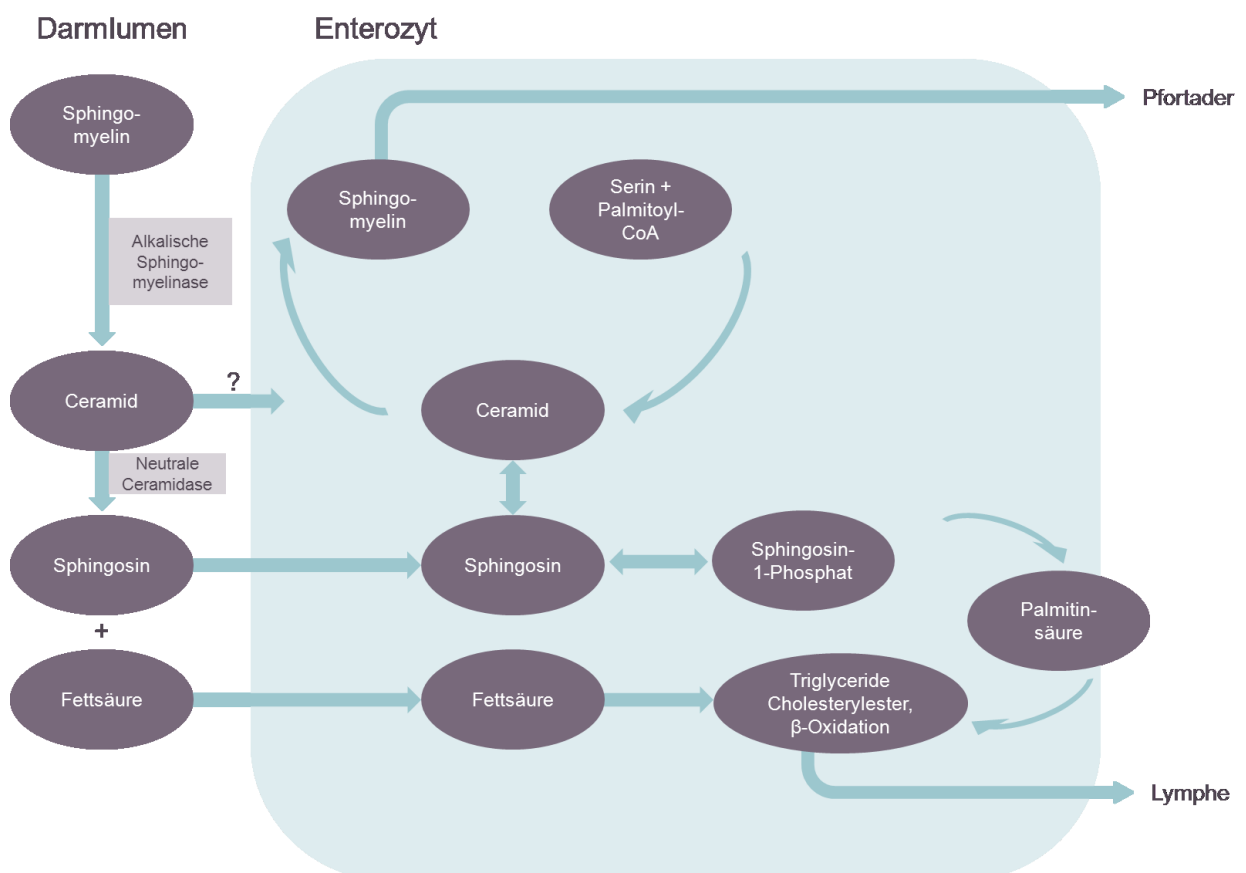 Darmlumen
Enterozyt
Sphingo-
myelin
Pfortader
Sphingo-
myelin
Serin +
Palmitoyl-
CoA
Alkalische
Sphingo-
myelinase
Ceramid
?
Ceramid
Neutrale
Ceramidase
Sphingosin
Sphingosin
Sphingosin-
1-Phosphat
+
Palmitin-
säure
Fettsäure
Fettsäure
Triglyceride
Cholesterylester,
β-Oxidation
Lymphe